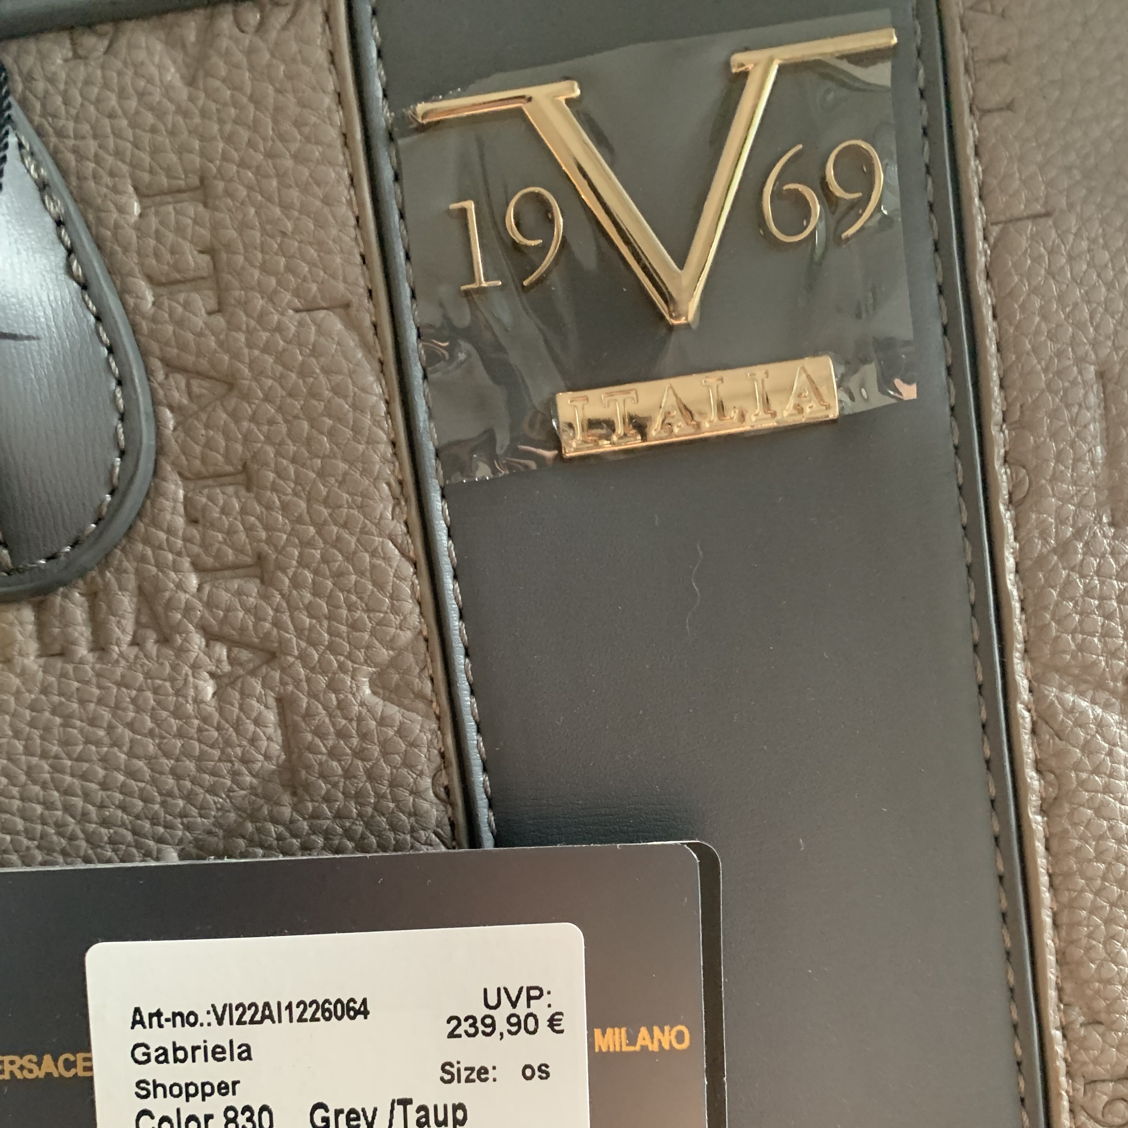 19 V 69
ITALIA
Art-no.:VI22AI1226064
UVP:
239,90 €
Gabriela
Shopper
Size: os
Color 830 Grey /Taup
ERSACE
MILANO
ITALIA